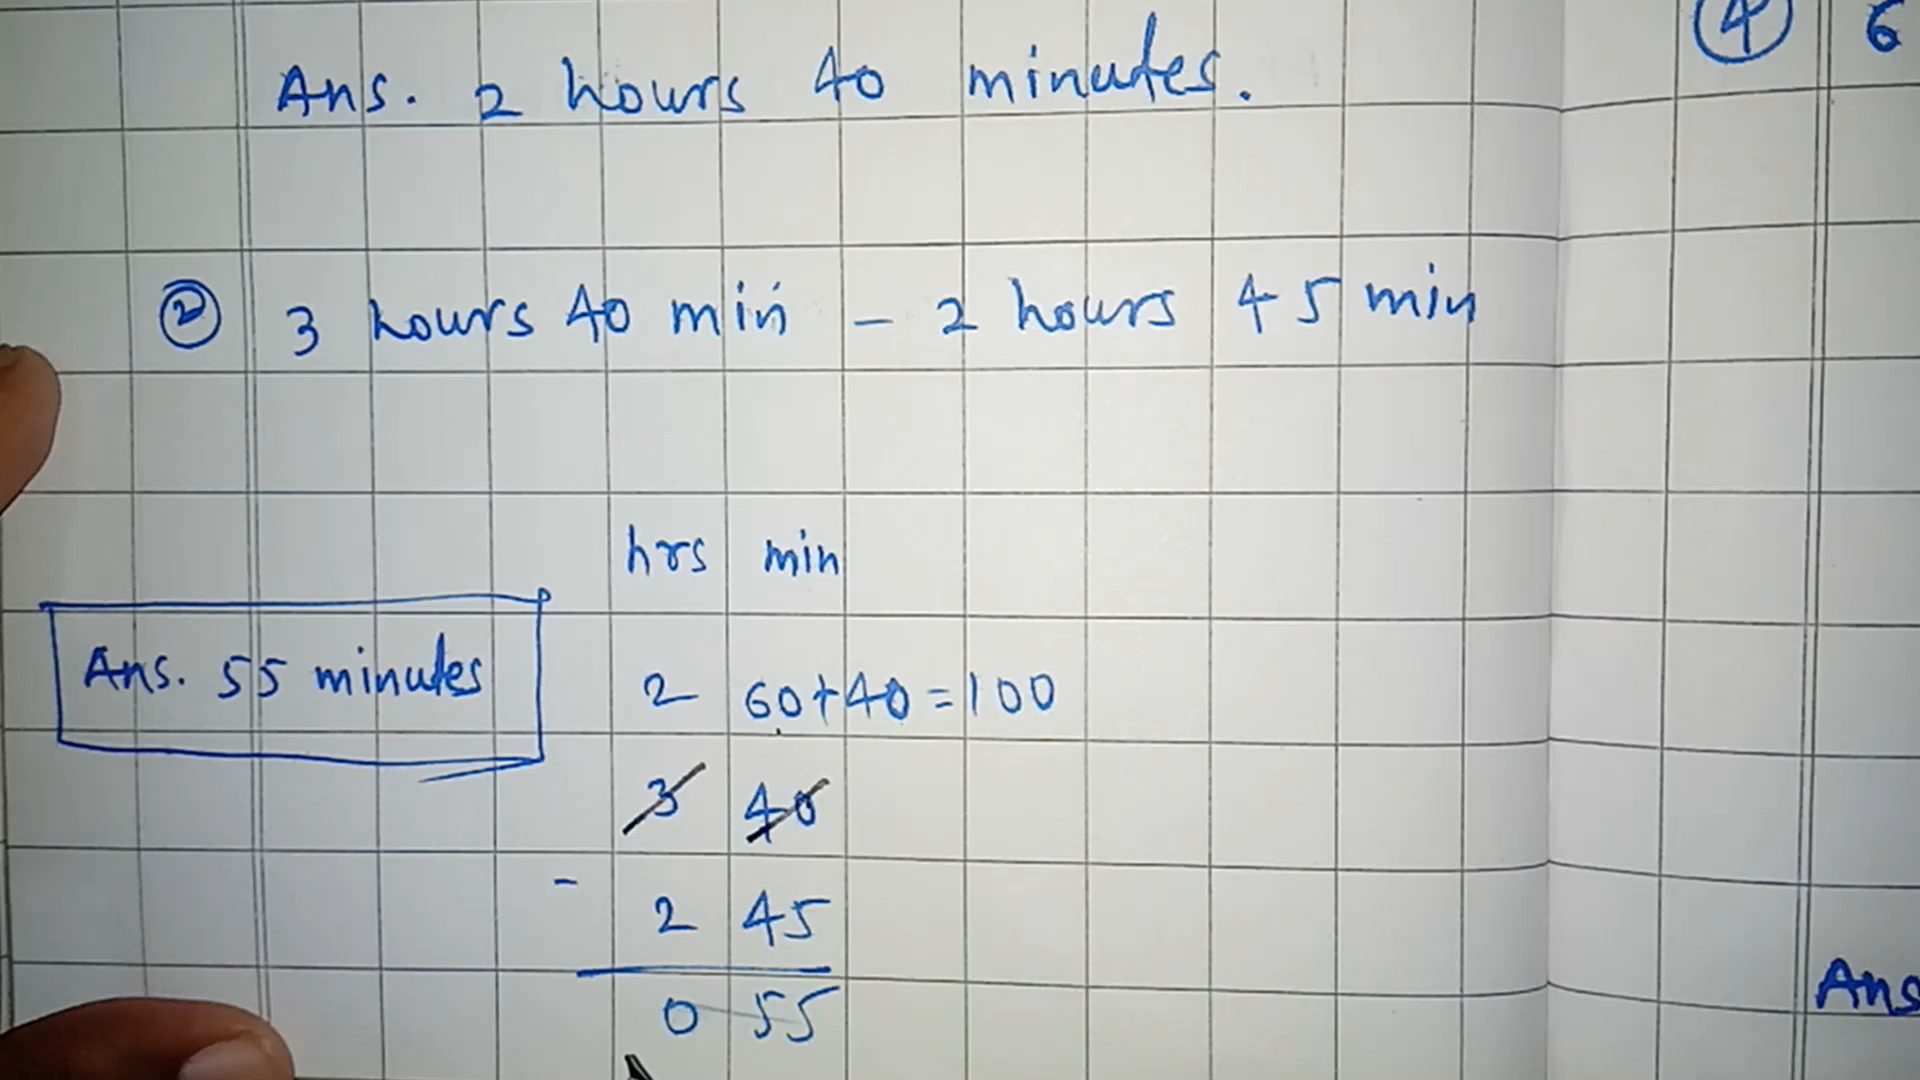 Ans. 2 hours 40 minutes.
② 3 hours 40 min - 2 hours 45 min
hrs min
Ans. 55 minutes
2 60+40=100
3 40
- 2 45
0 55
④ 6
Ans